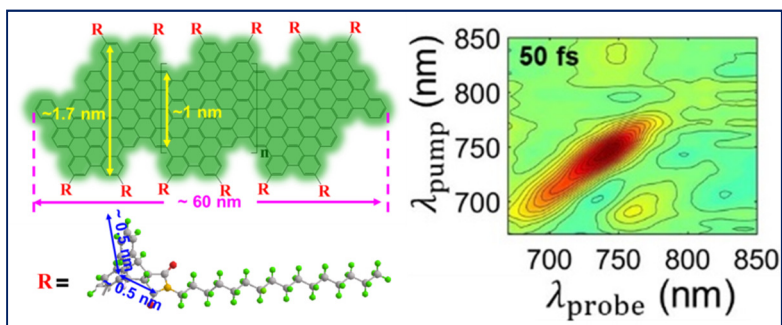 R R R R R R
~1.7 nm
~1 nm
n
R R R R R R
~ 60 nm
R =
~ 0.5 nm
~ 0.5 nm
50 fs
850
800
750
700
λpump (nm)
700 750 800 850
λprobe (nm)